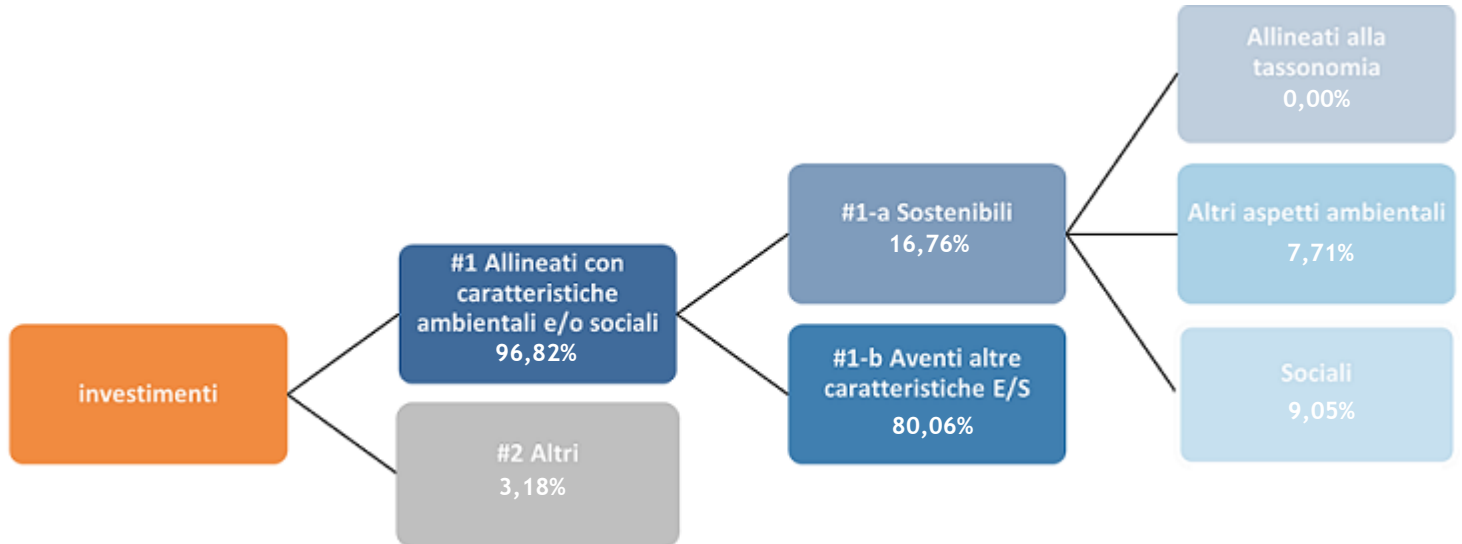 investimenti
#1 Allineati con
caratteristiche
ambientali e/o sociali
96,82%
#2 Altri
3,18%
#1-a Sostenibili
16,76%
#1-b Aventi altre
caratteristiche E/S
80,06%
Allineati alla
tassonomia
0,00%
Altri aspetti ambientali
7,71%
Sociali
9,05%